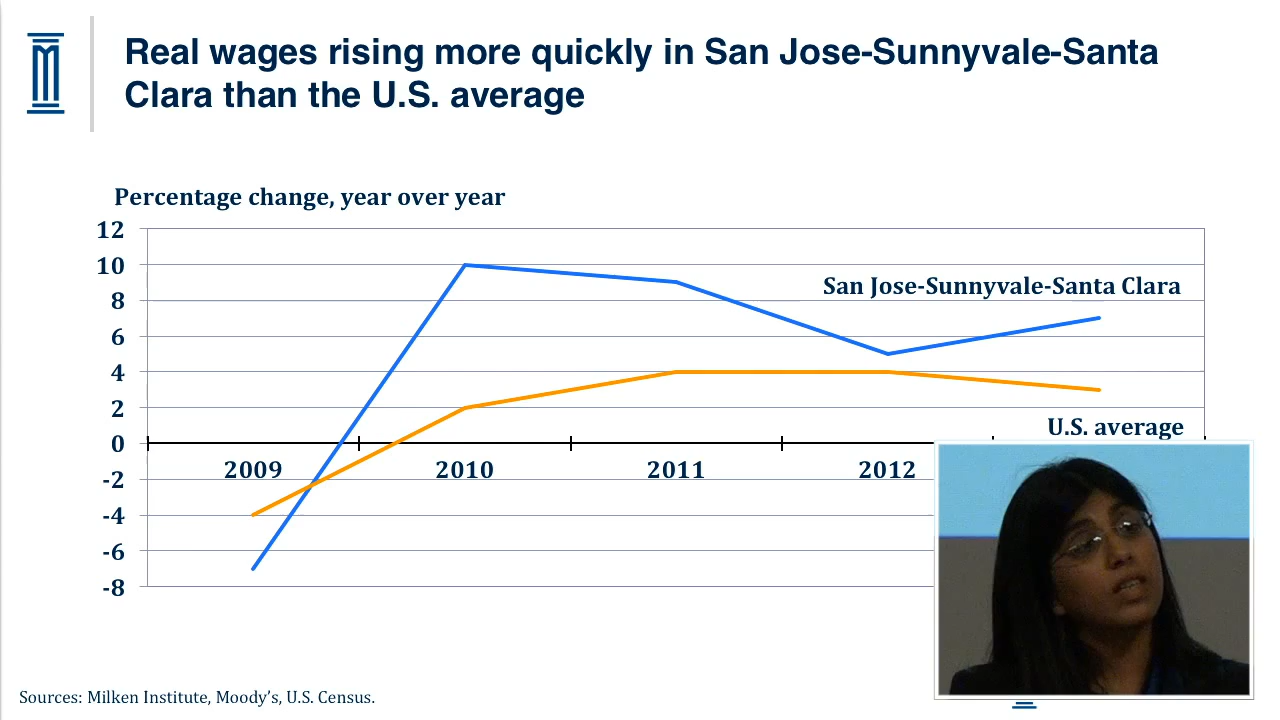 Real wages rising more quickly in San Jose-Sunnyvale-Santa
Clara than the U.S. average
Percentage change, year over year
12
10
8
6
4
2
0
-2
-4
-6
-8
San Jose-Sunnyvale-Santa Clara
U.S. average
2009
2010
2011
2012
Sources: Milken Institute, Moody's, U.S. Census.